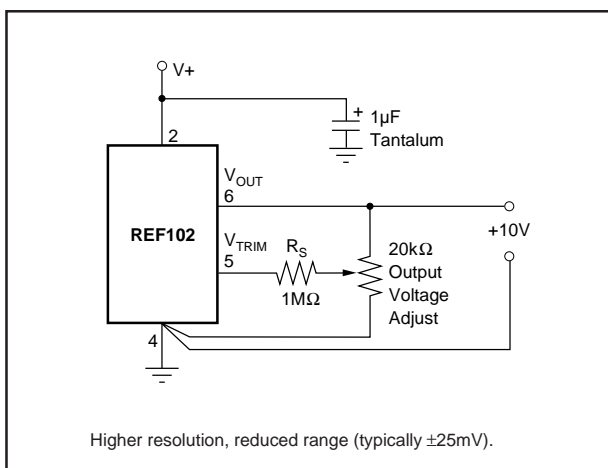 V+
+ 1µF
Tantalum
2
V_OUT
6
REF102
V_TRIM
5
R_S
1MΩ
20kΩ
Output
Voltage
Adjust
+10V
4
Higher resolution, reduced range (typically ±25mV).